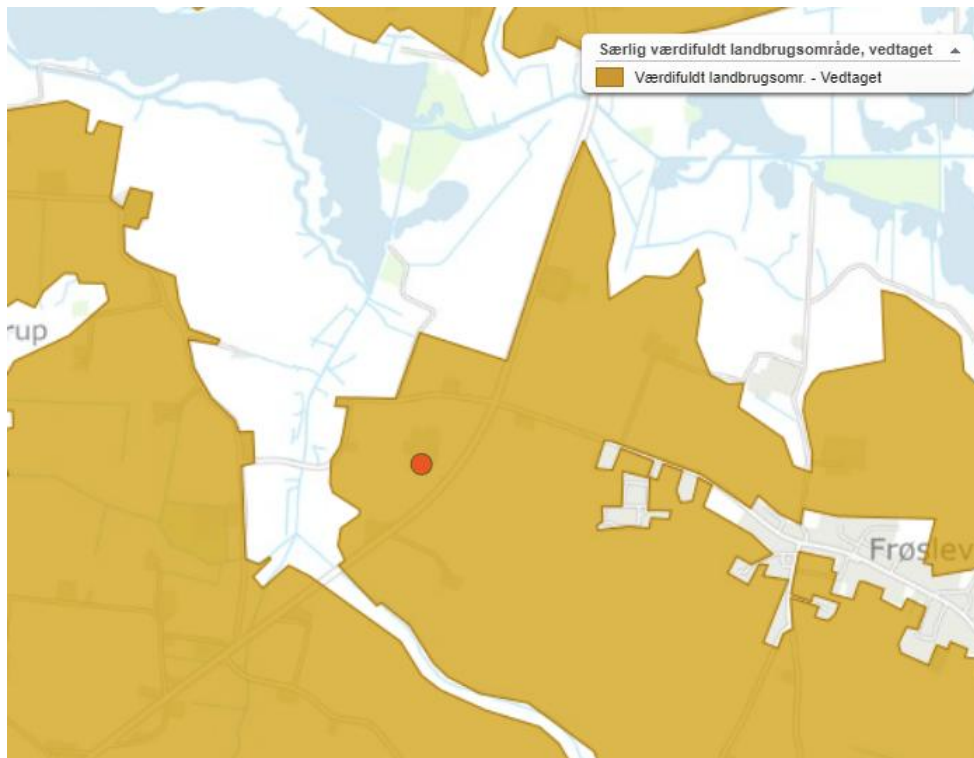 Særlig værdifuldt landbrugsområde, vedtaget
Værdifuldt landbrugsomr. - Vedtaget
rup
Frøslev